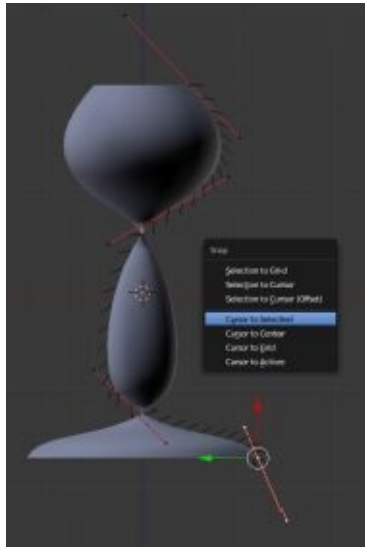 Snap
Selection to Grid
Selection to Cursor
Selection to Cursor (Offset)
Cursor to Selected
Cursor to Center
Cursor to Grid
Cursor to Active